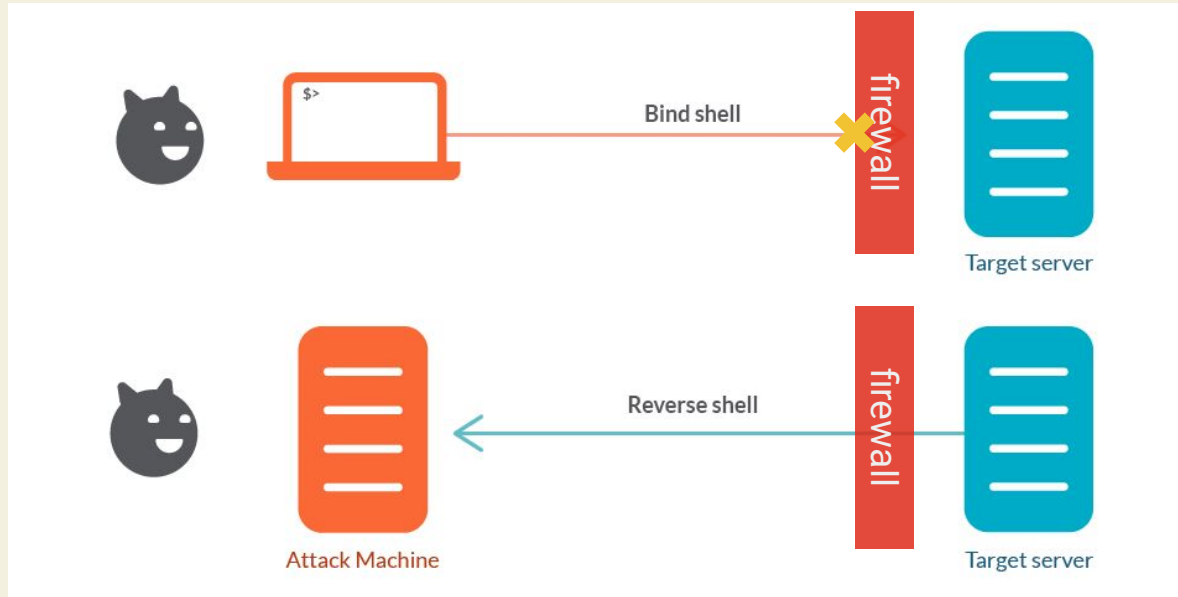 $>
Bind shell
firewall
Target server
Reverse shell
firewall
Attack Machine
Target server